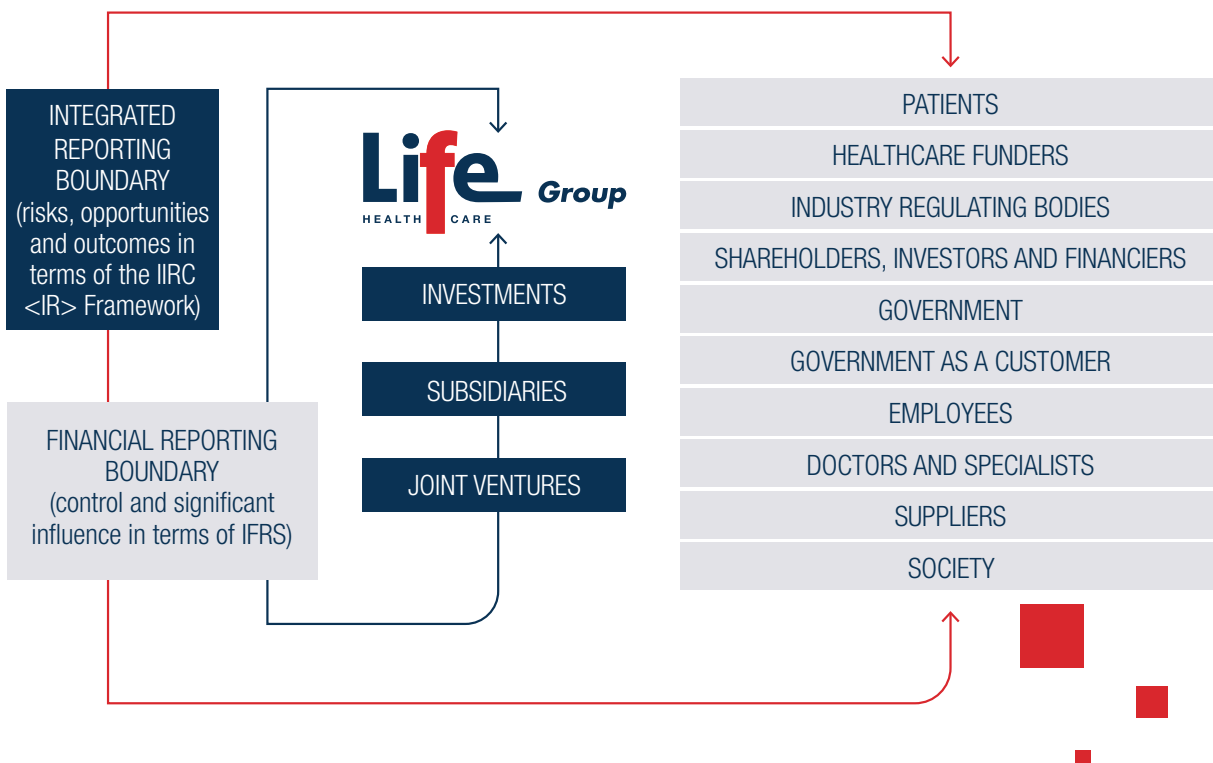 INTEGRATED
REPORTING
BOUNDARY
(risks, opportunities
and outcomes in
terms of the IIRC
<IR> Framework)
FINANCIAL REPORTING
BOUNDARY
(control and significant
influence in terms of IFRS)
Life
HEALTH CARE
Group
INVESTMENTS
SUBSIDIARIES
JOINT VENTURES
PATIENTS
HEALTHCARE FUNDERS
INDUSTRY REGULATING BODIES
SHAREHOLDERS, INVESTORS AND FINANCIERS
GOVERNMENT
GOVERNMENT AS A CUSTOMER
EMPLOYEES
DOCTORS AND SPECIALISTS
SUPPLIERS
SOCIETY